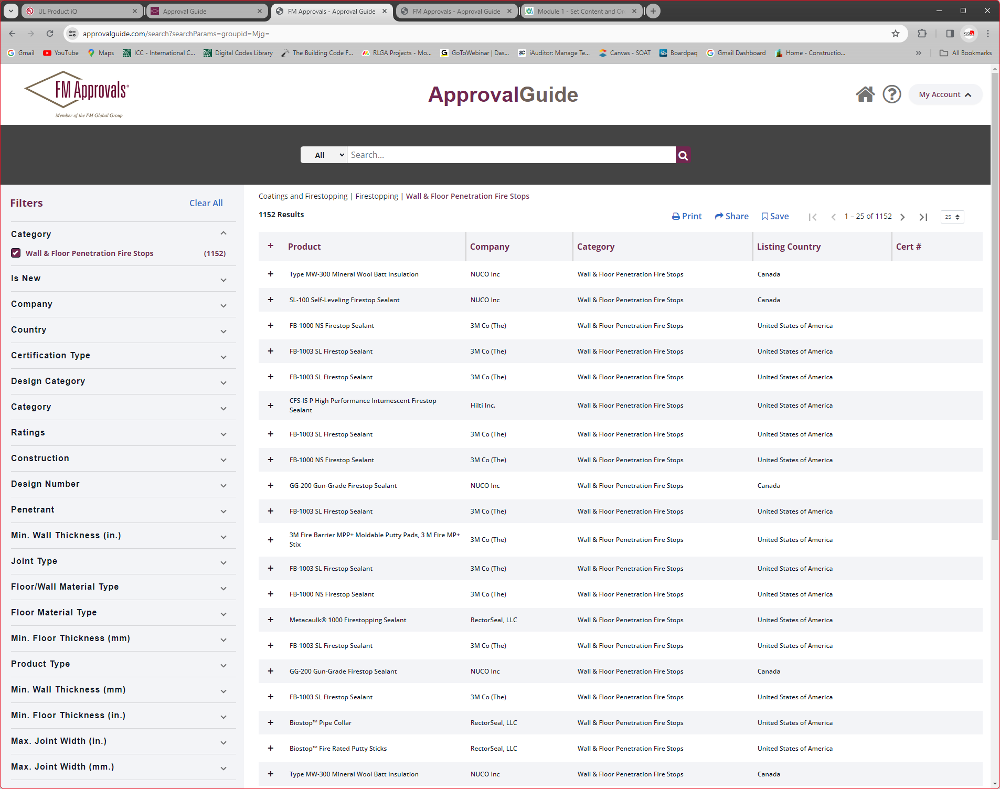 UL Product iQ
Approval Guide
FM Approvals - Approval Guide
FM Approvals - Approval Guide
Module 1 - Set Content and Or
approvalguide.com/search?searchParams=groupid=Mjg=
Gmail
YouTube
Maps
ICC - International C...
Digital Codes Library
The Building Code F...
RLGA Projects - Mo...
GoToWebinar | Das...
iAuditor: Manage Te...
Canvas - SOAT
Boardpaq
Gmail Dashboard
Home - Constructio...
All Bookmarks
FM Approvals®
Member of the FM Global Group
ApprovalGuide
My Account
All
Search...
Filters
Clear All
Category
Wall & Floor Penetration Fire Stops (1152)
Is New
Company
Country
Certification Type
Design Category
Category
Ratings
Construction
Design Number
Penetrant
Min. Wall Thickness (in.)
Joint Type
Floor/Wall Material Type
Floor Material Type
Min. Floor Thickness (mm)
Product Type
Min. Wall Thickness (mm)
Min. Floor Thickness (in.)
Max. Joint Width (in.)
Max. Joint Width (mm.)
Coatings and Firestopping | Firestopping | Wall & Floor Penetration Fire Stops
1152 Results
Print
Share
Save
1 – 25 of 1152
25
+ Product Company Category Listing Country Cert #
+ Type MW-300 Mineral Wool Batt Insulation NUCO Inc Wall & Floor Penetration Fire Stops Canada
+ SL-100 Self-Leveling Firestop Sealant NUCO Inc Wall & Floor Penetration Fire Stops Canada
+ FB-1000 NS Firestop Sealant 3M Co (The) Wall & Floor Penetration Fire Stops United States of America
+ FB-1003 SL Firestop Sealant 3M Co (The) Wall & Floor Penetration Fire Stops United States of America
+ FB-1003 SL Firestop Sealant 3M Co (The) Wall & Floor Penetration Fire Stops United States of America
+ CFS-IS P High Performance Intumescent Firestop
Sealant Hilti Inc. Wall & Floor Penetration Fire Stops United States of America
+ FB-1003 SL Firestop Sealant 3M Co (The) Wall & Floor Penetration Fire Stops United States of America
+ FB-1000 NS Firestop Sealant 3M Co (The) Wall & Floor Penetration Fire Stops United States of America
+ GG-200 Gun-Grade Firestop Sealant NUCO Inc Wall & Floor Penetration Fire Stops Canada
+ FB-1003 SL Firestop Sealant 3M Co (The) Wall & Floor Penetration Fire Stops United States of America
+ 3M Fire Barrier MPP+ Moldable Putty Pads, 3 M Fire MP+
Stix 3M Co (The) Wall & Floor Penetration Fire Stops United States of America
+ FB-1003 SL Firestop Sealant 3M Co (The) Wall & Floor Penetration Fire Stops United States of America
+ FB-1000 NS Firestop Sealant 3M Co (The) Wall & Floor Penetration Fire Stops United States of America
+ Metacaulk® 1000 Firestopping Sealant RectorSeal, LLC Wall & Floor Penetration Fire Stops United States of America
+ FB-1003 SL Firestop Sealant 3M Co (The) Wall & Floor Penetration Fire Stops United States of America
+ GG-200 Gun-Grade Firestop Sealant NUCO Inc Wall & Floor Penetration Fire Stops Canada
+ FB-1003 SL Firestop Sealant 3M Co (The) Wall & Floor Penetration Fire Stops United States of America
+ Biostop™ Pipe Collar RectorSeal, LLC Wall & Floor Penetration Fire Stops United States of America
+ Biostop™ Fire Rated Putty Sticks RectorSeal, LLC Wall & Floor Penetration Fire Stops United States of America
+ Type MW-300 Mineral Wool Batt Insulation NUCO Inc Wall & Floor Penetration Fire Stops Canada